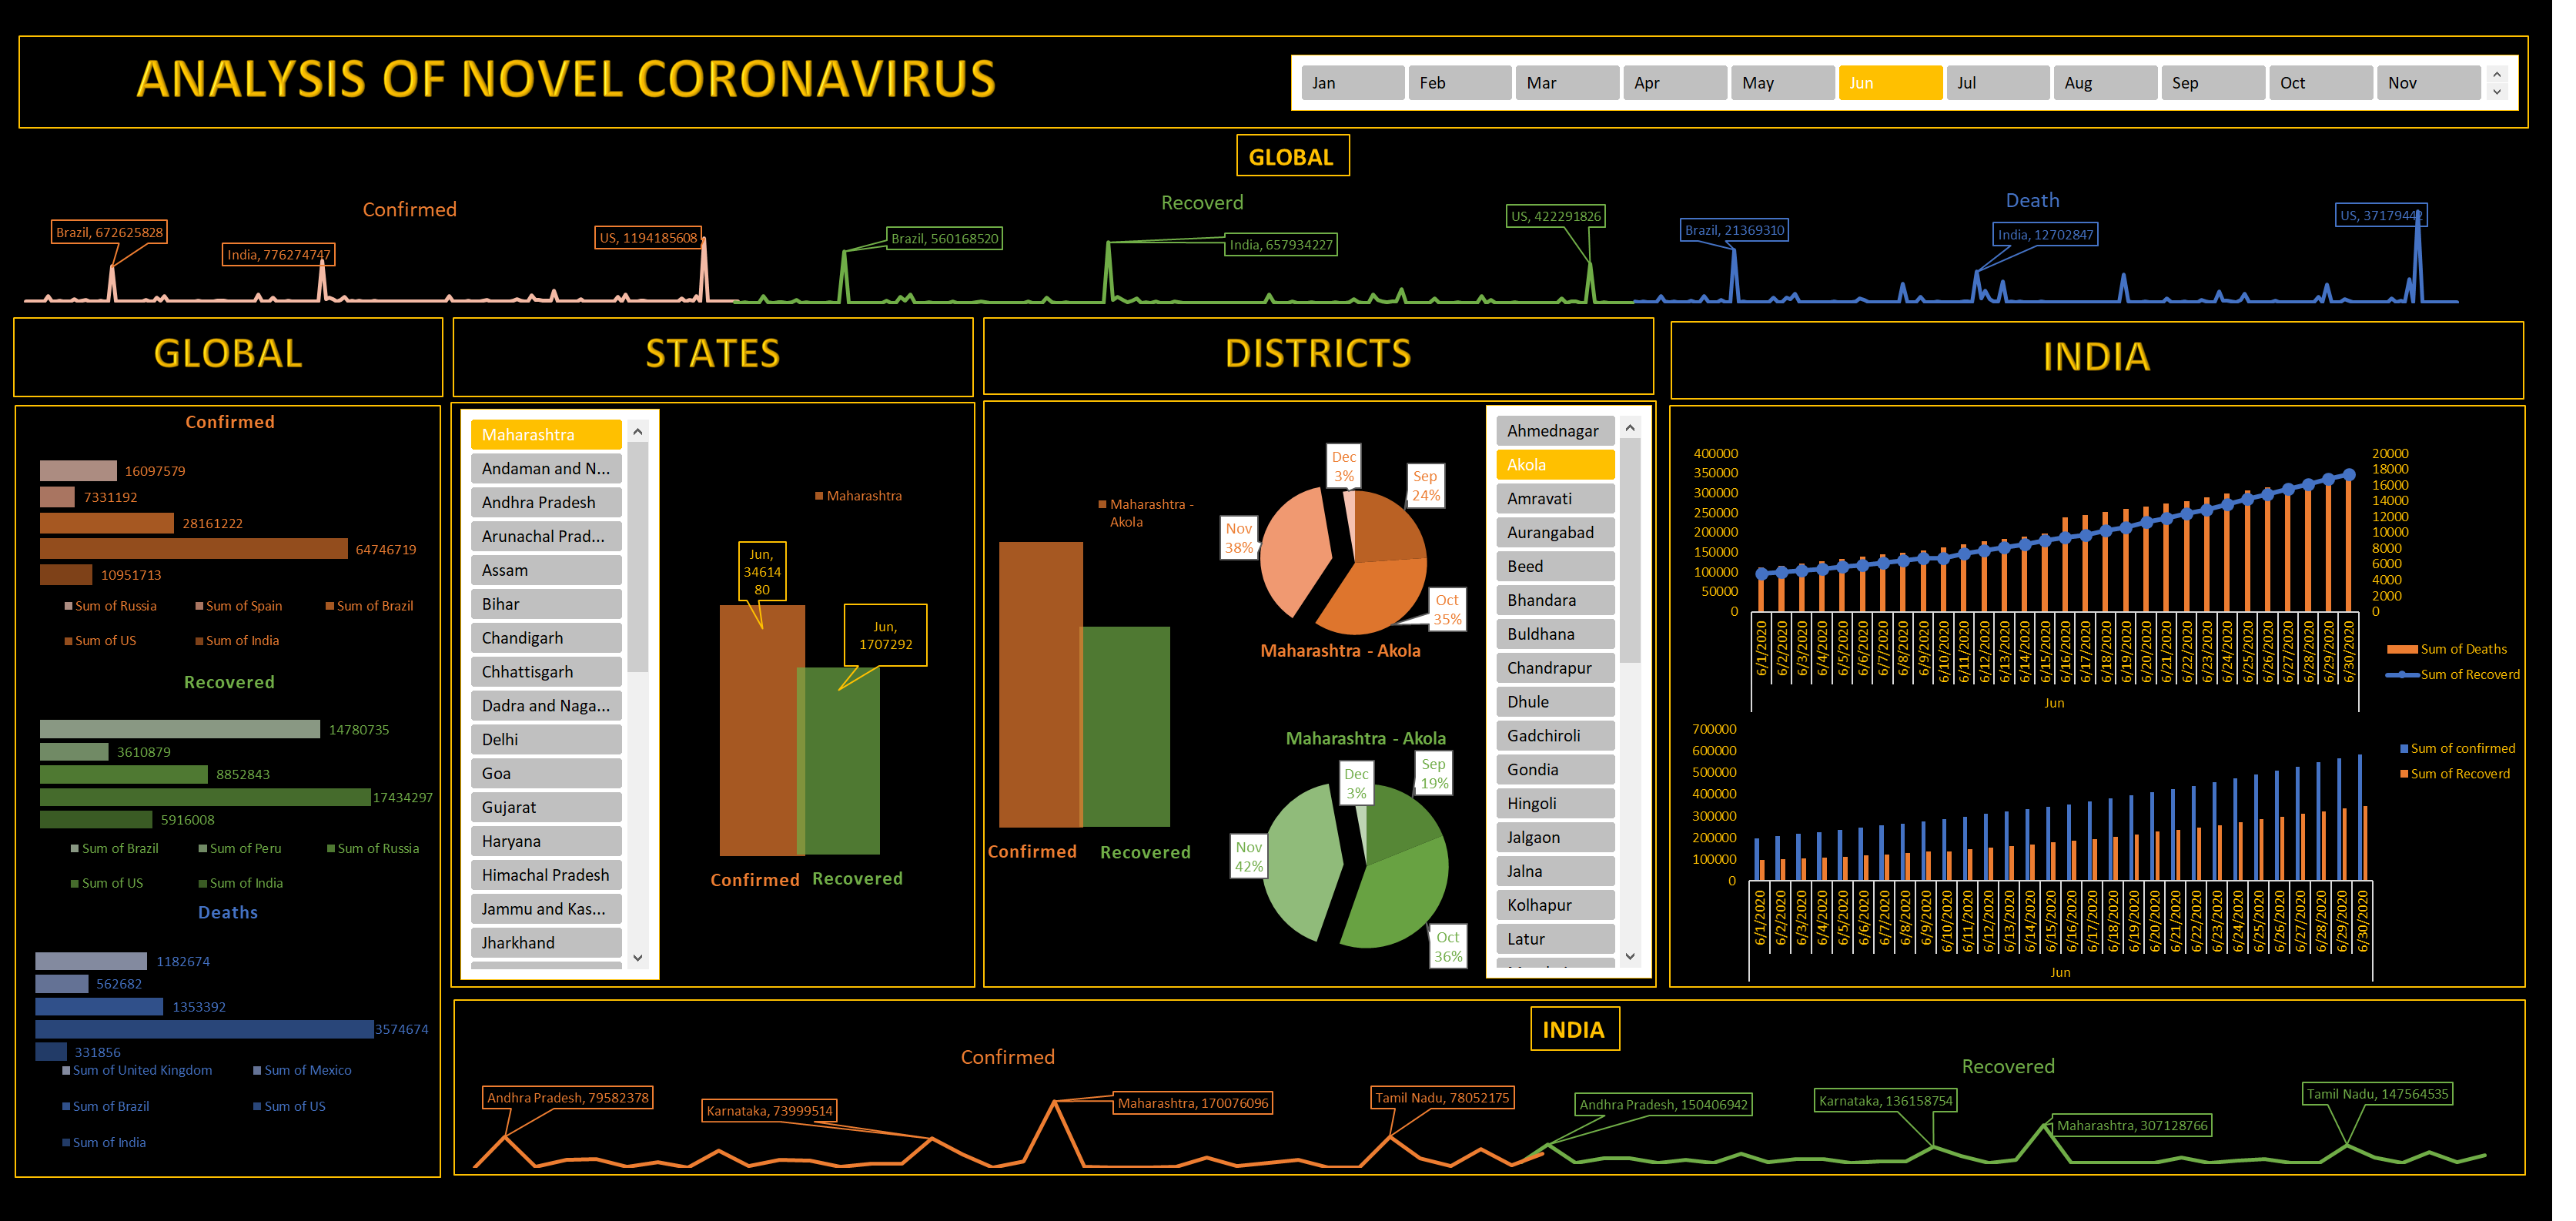 ANALYSIS OF NOVEL CORONAVIRUS
Jan Feb Mar Apr May Jun Jul Aug Sep Oct Nov
GLOBAL
Confirmed
Brazil, 672625828
India, 776274747
US, 1194185608
Recoverd
Brazil, 560168520
India, 657934227
US, 422291826
Death
Brazil, 21369310
India, 12702847
US, 37179442
GLOBAL
STATES
DISTRICTS
INDIA
Confirmed
16097579
7331192
28161222
64746719
10951713
Sum of Russia Sum of Spain Sum of Brazil
Sum of US Sum of India
Recovered
14780735
3610879
8852843
17434297
5916008
Sum of Brazil Sum of Peru Sum of Russia
Sum of US Sum of India
Deaths
1182674
562682
1353392
3574674
331856
Sum of United Kingdom Sum of Mexico
Sum of Brazil Sum of US
Sum of India
Maharashtra
Andaman and N...
Andhra Pradesh
Arunachal Prad...
Assam
Bihar
Chandigarh
Chhattisgarh
Dadra and Naga...
Delhi
Goa
Gujarat
Haryana
Himachal Pradesh
Jammu and Kas...
Jharkhand
Maharashtra
Jun,
34614
80
Jun,
1707292
Confirmed Recovered
Maharashtra -
Akola
Confirmed Recovered
Dec
3%
Sep
24%
Nov
38%
Oct
35%
Maharashtra - Akola
Maharashtra - Akola
Dec
3%
Sep
19%
Nov
42%
Oct
36%
Ahmednagar
Akola
Amravati
Aurangabad
Beed
Bhandara
Buldhana
Chandrapur
Dhule
Gadchiroli
Gondia
Hingoli
Jalgaon
Jalna
Kolhapur
Latur
400000
350000
300000
250000
200000
150000
100000
50000
0
20000
18000
16000
14000
12000
10000
8000
6000
4000
2000
0
6/1/2020
6/2/2020
6/3/2020
6/4/2020
6/5/2020
6/6/2020
6/7/2020
6/8/2020
6/9/2020
6/10/2020
6/11/2020
6/12/2020
6/13/2020
6/14/2020
6/15/2020
6/16/2020
6/17/2020
6/18/2020
6/19/2020
6/20/2020
6/21/2020
6/22/2020
6/23/2020
6/24/2020
6/25/2020
6/26/2020
6/27/2020
6/28/2020
6/29/2020
6/30/2020
Jun
Sum of Deaths
Sum of Recoverd
700000
600000
500000
400000
300000
200000
100000
0
6/1/2020
6/2/2020
6/3/2020
6/4/2020
6/5/2020
6/6/2020
6/7/2020
6/8/2020
6/9/2020
6/10/2020
6/11/2020
6/12/2020
6/13/2020
6/14/2020
6/15/2020
6/16/2020
6/17/2020
6/18/2020
6/19/2020
6/20/2020
6/21/2020
6/22/2020
6/23/2020
6/24/2020
6/25/2020
6/26/2020
6/27/2020
6/28/2020
6/29/2020
6/30/2020
Jun
Sum of confirmed
Sum of Recoverd
INDIA
Confirmed
Andhra Pradesh, 79582378
Karnataka, 73999514
Maharashtra, 170076096
Tamil Nadu, 78052175
Recovered
Andhra Pradesh, 150406942
Karnataka, 136158754
Maharashtra, 307128766
Tamil Nadu, 147564535